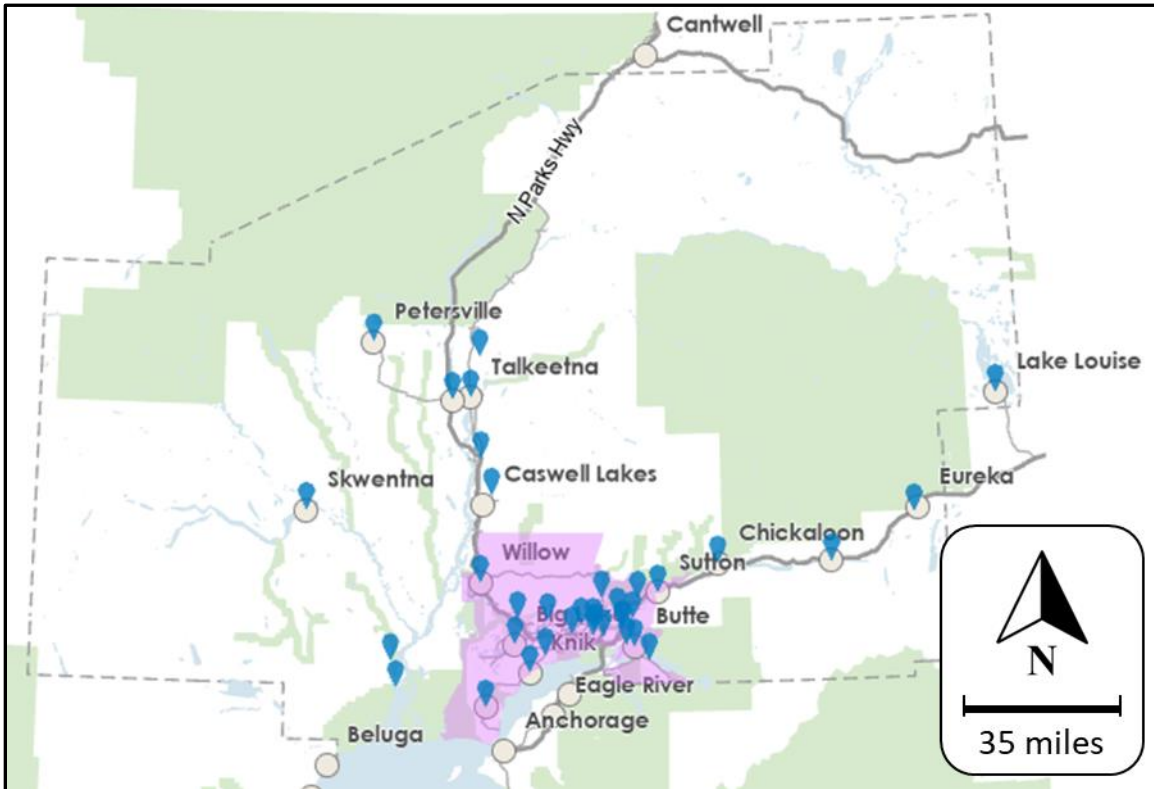 Cantwell
N.Parks Hwy
Petersville
Talkeetna
Lake Louise
Skwentna
Caswell Lakes
Eureka
Chickaloon
Willow
Sutton
Butte
Knik
Eagle River
Anchorage
Beluga
N
35 miles